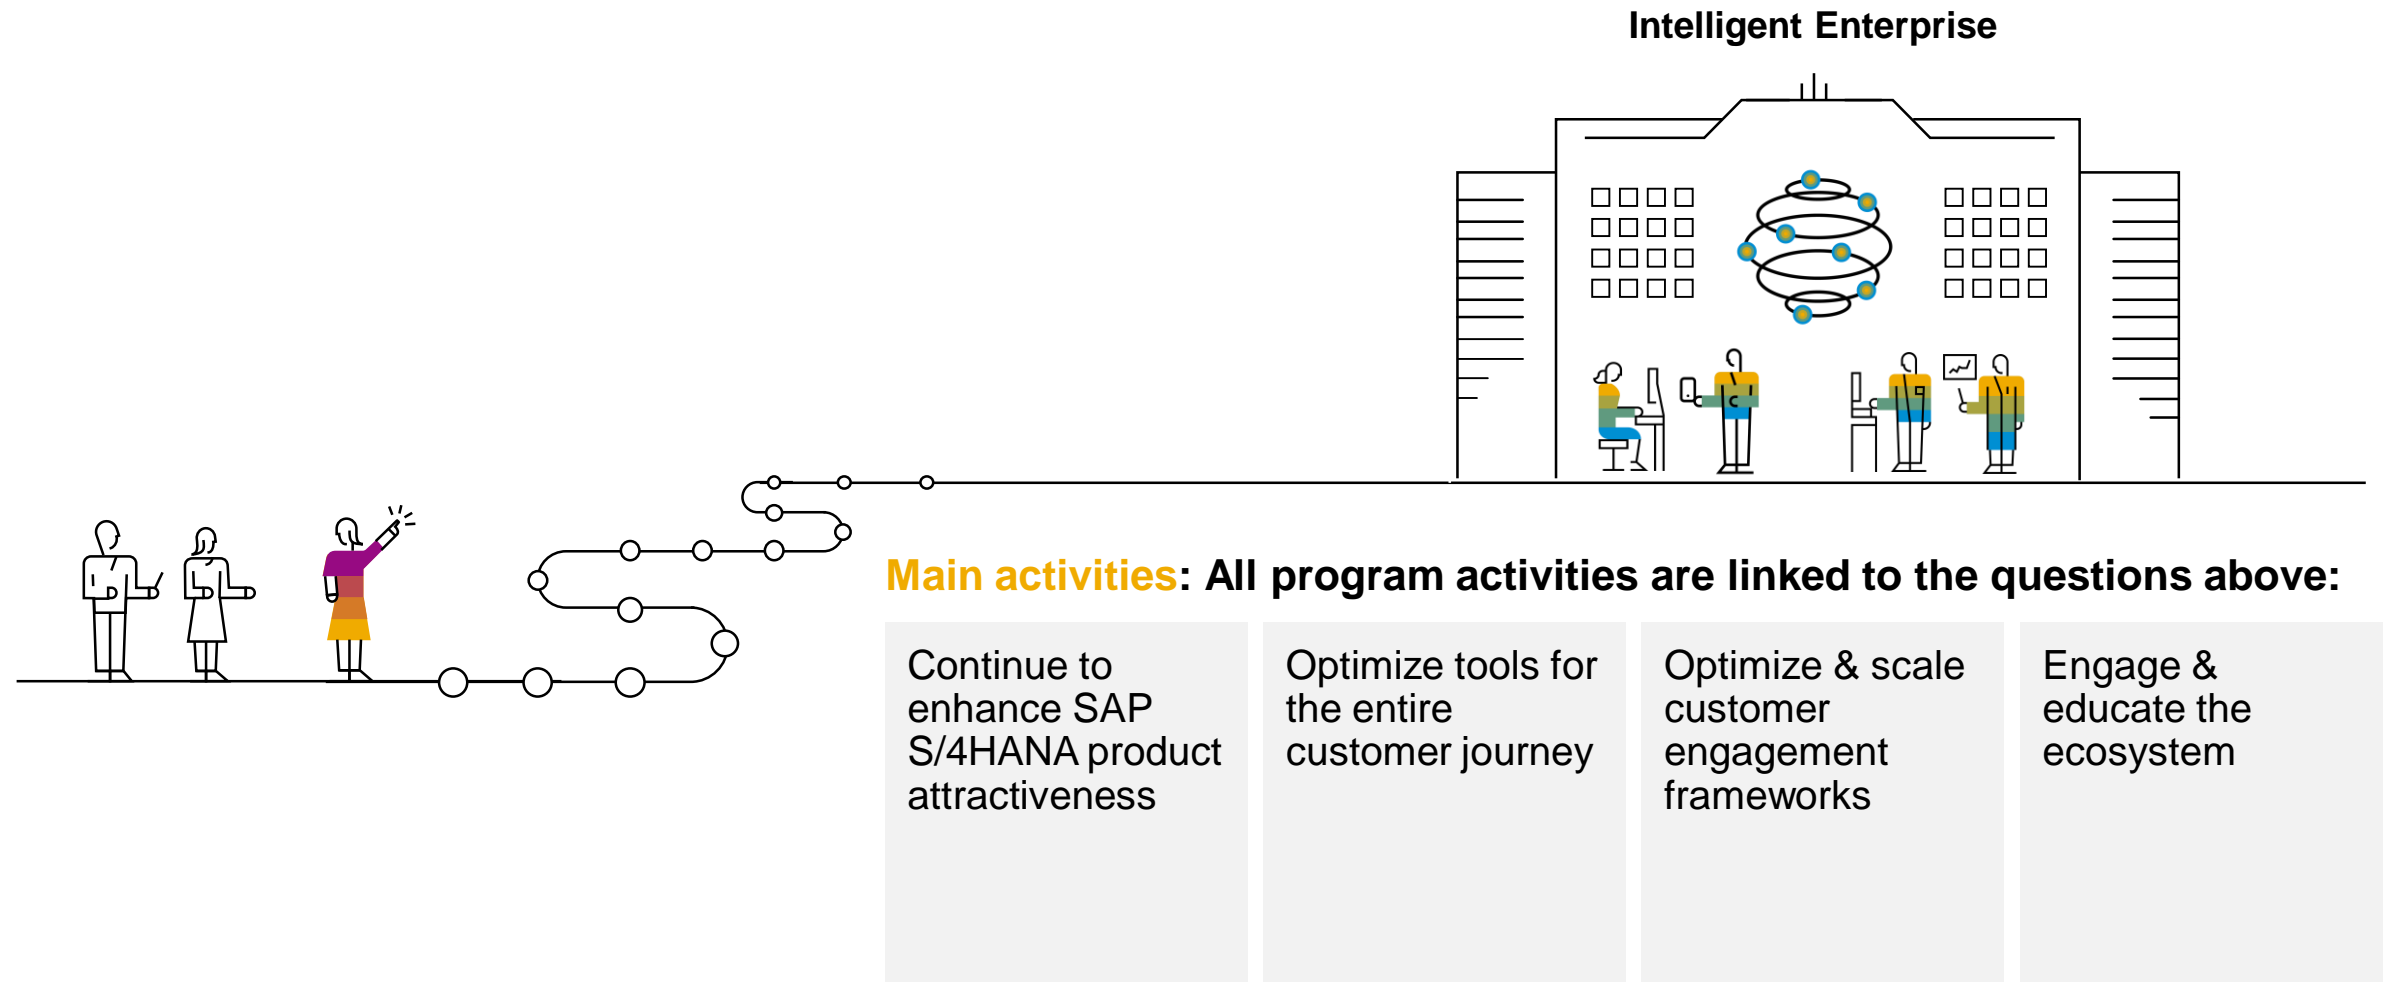 Intelligent Enterprise
Main activities: All program activities are linked to the questions above:
Continue to
enhance SAP
S/4HANA product
attractiveness
Optimize tools for
the entire
customer journey
Optimize & scale
customer
engagement
frameworks
Engage &
educate the
ecosystem